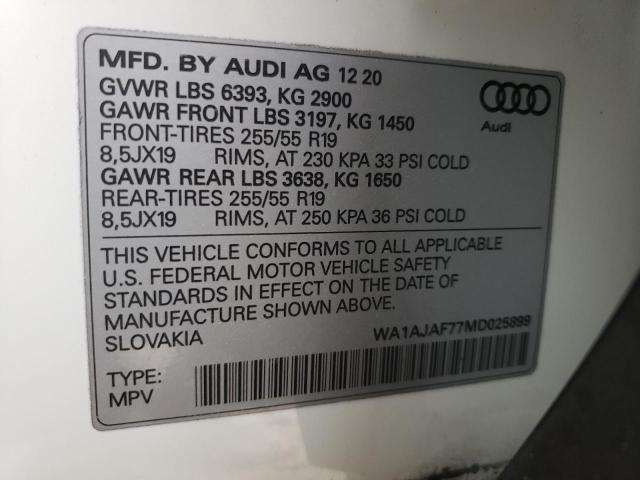 MFD. BY AUDI AG 12 20
GVWR LBS 6393, KG 2900
GAWR FRONT LBS 3197, KG 1450
FRONT-TIRES 255/55 R19
8,5JX19 RIMS, AT 230 KPA 33 PSI COLD
GAWR REAR LBS 3638, KG 1650
REAR-TIRES 255/55 R19
8,5JX19 RIMS, AT 250 KPA 36 PSI COLD
Audi
THIS VEHICLE CONFORMS TO ALL APPLICABLE
U.S. FEDERAL MOTOR VEHICLE SAFETY
STANDARDS IN EFFECT ON THE DATE OF
MANUFACTURE SHOWN ABOVE.
SLOVAKIA
WA1AJAF77MD025899
TYPE:
MPV